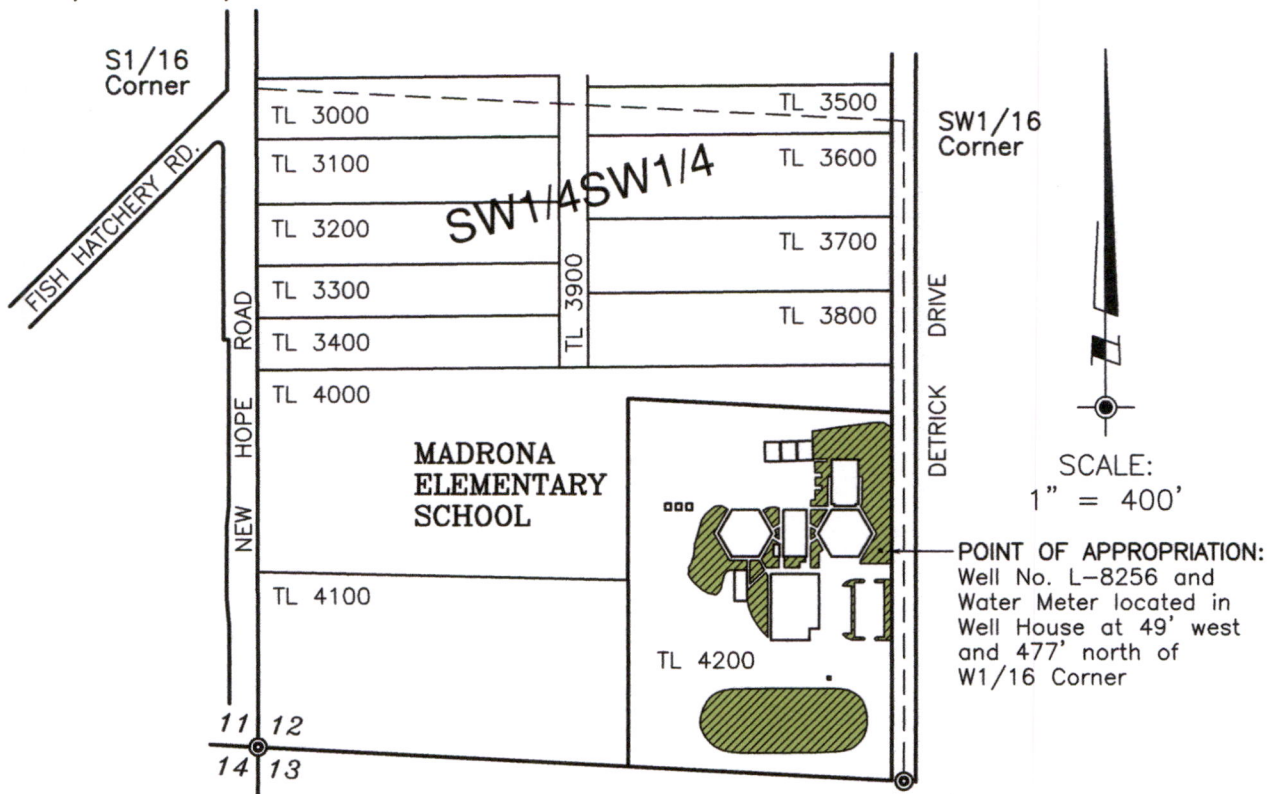 S1/16
Corner
FISH HATCHERY RD.
NEW HOPE ROAD
TL 3000
TL 3100
TL 3200
TL 3300
TL 3400
TL 3900
SW1/4SW1/4
TL 3500
TL 3600
TL 3700
TL 3800
SW1/16
Corner
DETRICK DRIVE
TL 4000
MADRONA
ELEMENTARY
SCHOOL
TL 4100
TL 4200
SCALE:
1" = 400'
POINT OF APPROPRIATION:
Well No. L-8256 and
Water Meter located in
Well House at 49' west
and 477' north of
W1/16 Corner
11 12
14 13